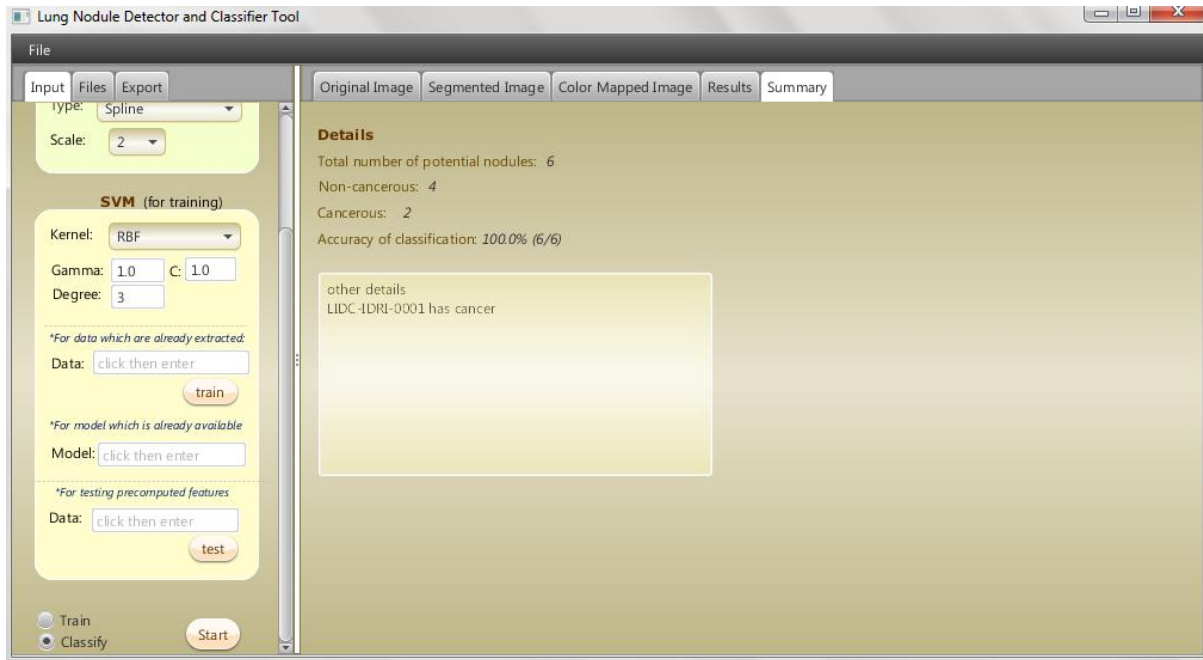 Lung Nodule Detector and Classifier Tool
File
Input Files Export
Type: Spline
Scale: 2
SVM (for training)
Kernel: RBF
Gamma: 1.0 C: 1.0
Degree: 3
*For data which are already extracted:
Data: click then enter
train
*For model which is already available
Model: click then enter
*For testing precomputed features
Data: click then enter
test
Train
Classify
Start
Original Image Segmented Image Color Mapped Image Results Summary
Details
Total number of potential nodules: 6
Non-cancerous: 4
Cancerous: 2
Accuracy of classification: 100.0% (6/6)
other details
LIDC-IDRI-0001 has cancer